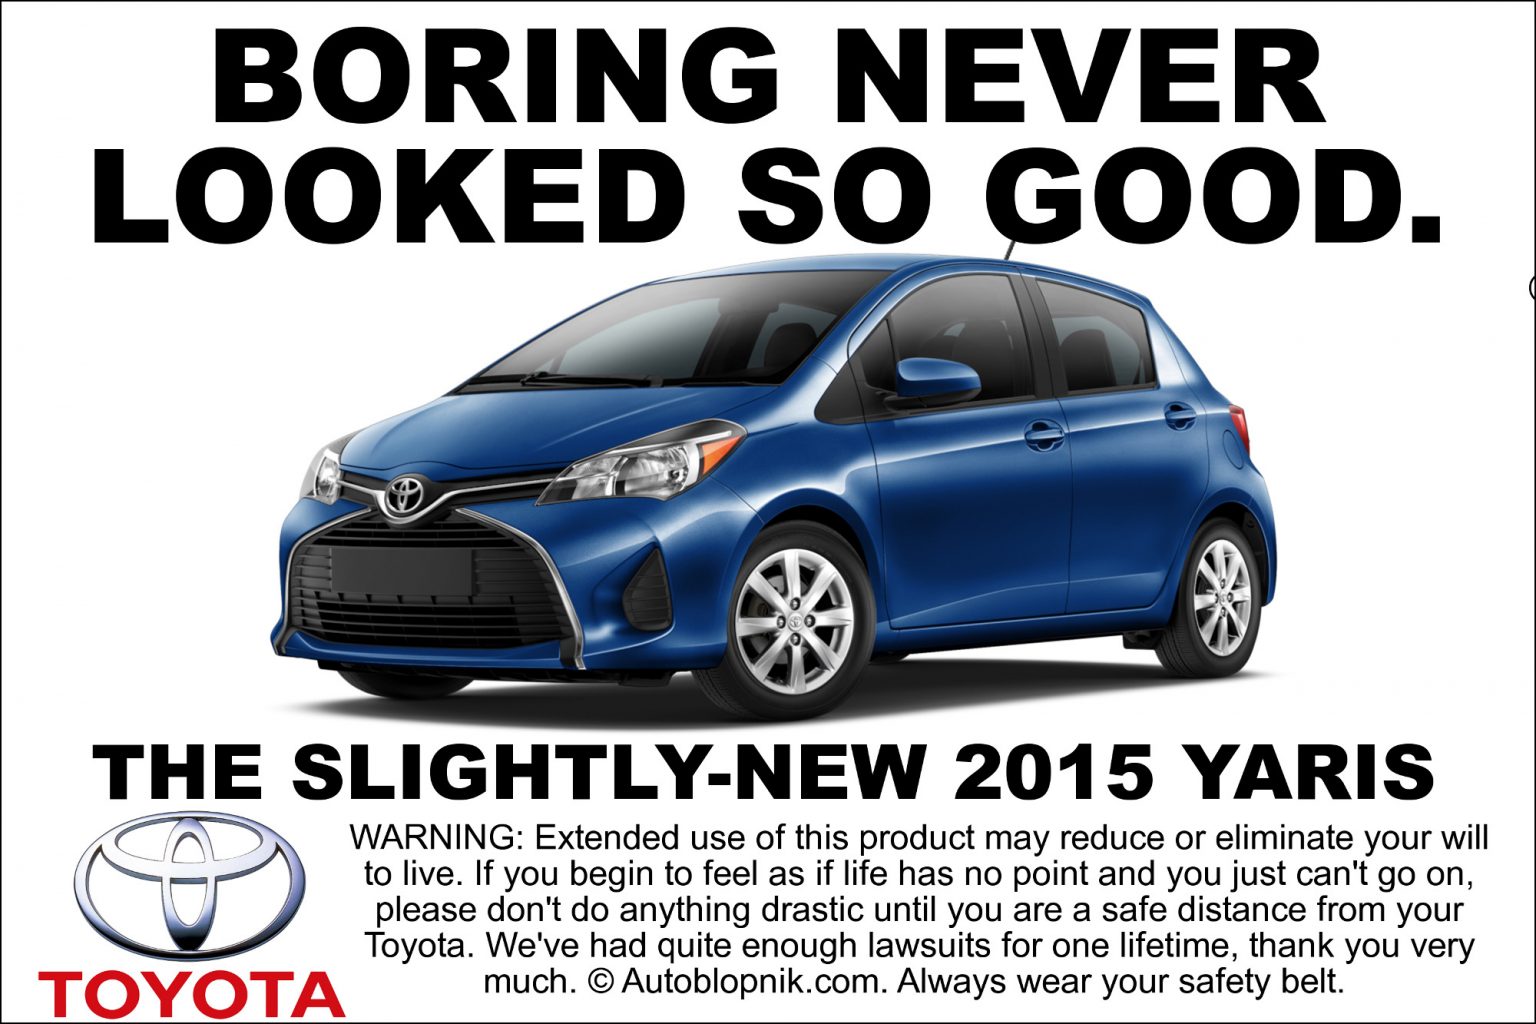 BORING NEVER
LOOKED SO GOOD.
THE SLIGHTLY-NEW 2015 YARIS
WARNING: Extended use of this product may reduce or eliminate your will
to live. If you begin to feel as if life has no point and you just can't go on,
please don't do anything drastic until you are a safe distance from your
Toyota. We've had quite enough lawsuits for one lifetime, thank you very
much. © Autoblopnik.com. Always wear your safety belt.
TOYOTA